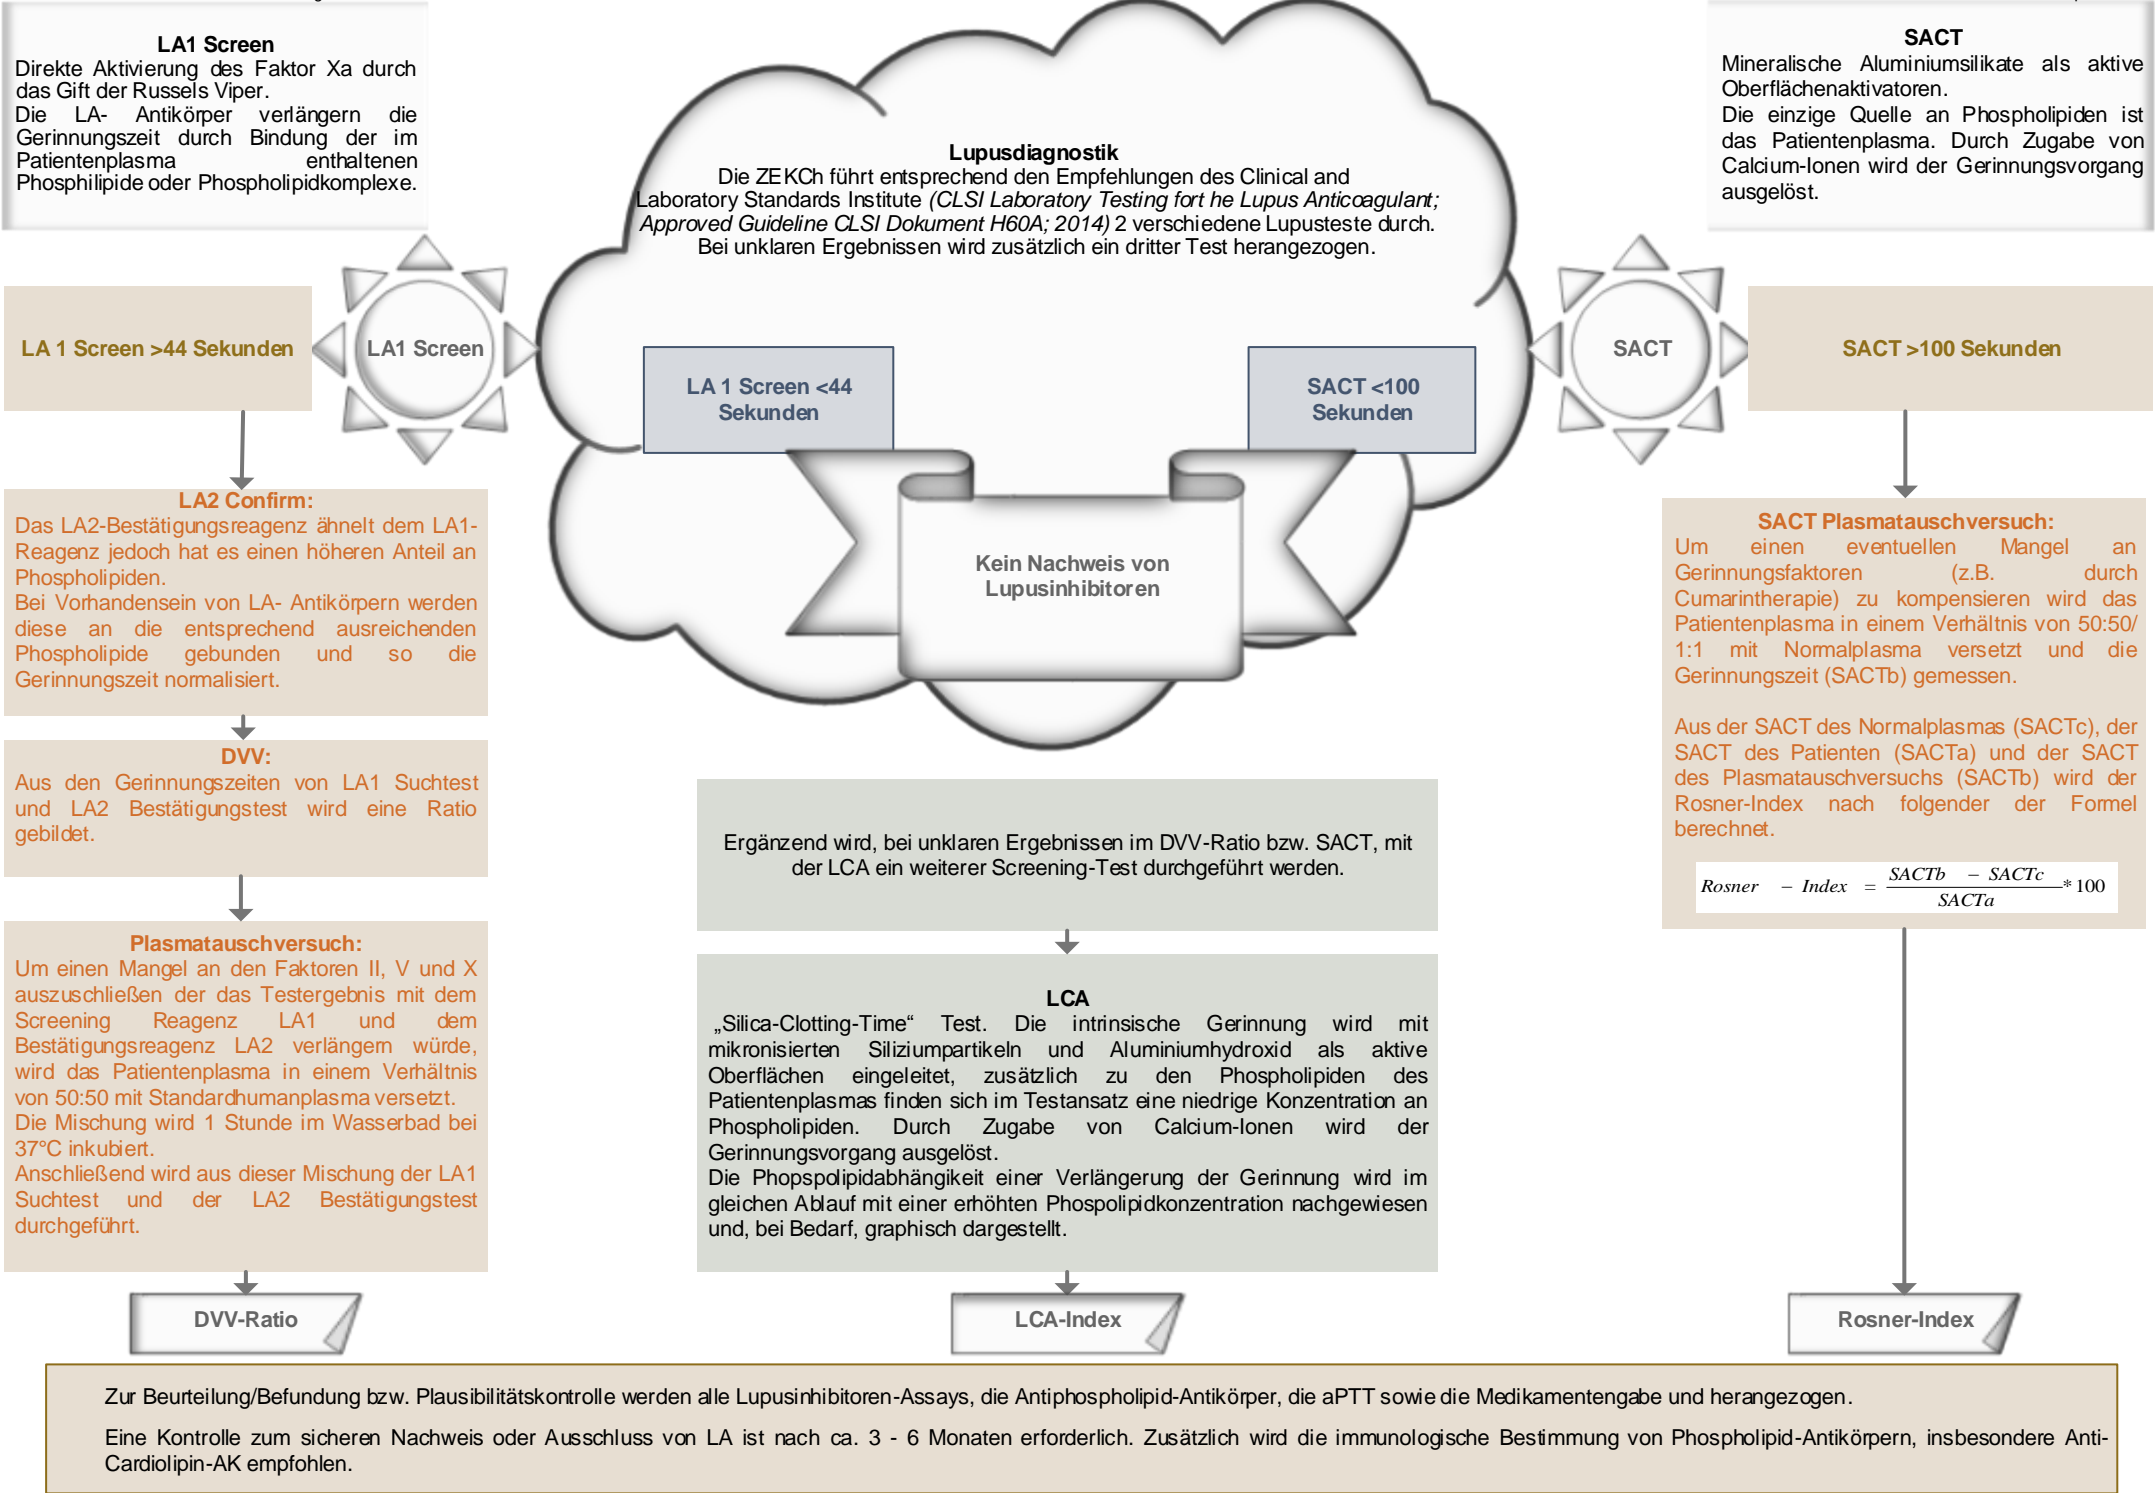 LA1 Screen
Direkte Aktivierung des Faktor Xa durch
das Gift der Russels Viper.
Die LA- Antikörper verlängern die
Gerinnungszeit durch Bindung der im
Patientenplasma enthaltenen
Phosphilipide oder Phospholipidkomplexe.
SACT
Mineralische Aluminiumsilikate als aktive
Oberflächenaktivatoren.
Die einzige Quelle an Phospholipiden ist
das Patientenplasma. Durch Zugabe von
Calcium-Ionen wird der Gerinnungsvorgang
ausgelöst.
Lupusdiagnostik
Die ZEKCh führt entsprechend den Empfehlungen des Clinical and
Laboratory Standards Institute (CLSI Laboratory Testing fort he Lupus Anticoagulant;
Approved Guideline CLSI Dokument H60A; 2014) 2 verschiedene Lupusteste durch.
Bei unklaren Ergebnissen wird zusätzlich ein dritter Test herangezogen.
LA 1 Screen >44 Sekunden
LA1 Screen
LA 1 Screen <44
Sekunden
SACT <100
Sekunden
SACT
SACT >100 Sekunden
Kein Nachweis von
Lupusinhibitoren
LA2 Confirm:
Das LA2-Bestätigungsreagenz ähnelt dem LA1-
Reagenz jedoch hat es einen höheren Anteil an
Phospholipiden.
Bei Vorhandensein von LA- Antikörpern werden
diese an die entsprechend ausreichenden
Phospholipide gebunden und so die
Gerinnungszeit normalisiert.
DVV:
Aus den Gerinnungszeiten von LA1 Suchtest
und LA2 Bestätigungstest wird eine Ratio
gebildet.
Plasmatauschversuch:
Um einen Mangel an den Faktoren II, V und X
auszuschließen der das Testergebnis mit dem
Screening Reagenz LA1 und dem
Bestätigungsreagenz LA2 verlängern würde,
wird das Patientenplasma in einem Verhältnis
von 50:50 mit Standardhumanplasma versetzt.
Die Mischung wird 1 Stunde im Wasserbad bei
37°C inkubiert.
Anschließend wird aus dieser Mischung der LA1
Suchtest und der LA2 Bestätigungstest
durchgeführt.
DVV-Ratio
Ergänzend wird, bei unklaren Ergebnissen im DVV-Ratio bzw. SACT, mit
der LCA ein weiterer Screening-Test durchgeführt werden.
LCA
„Silica-Clotting-Time“ Test. Die intrinsische Gerinnung wird mit
mikronisierten Siliziumpartikeln und Aluminiumhydroxid als aktive
Oberflächen eingeleitet, zusätzlich zu den Phospholipiden des
Patientenplasmas finden sich im Testansatz eine niedrige Konzentration an
Phospholipiden. Durch Zugabe von Calcium-Ionen wird der
Gerinnungsvorgang ausgelöst.
Die Phopspolipidabhängikeit einer Verlängerung der Gerinnung wird im
gleichen Ablauf mit einer erhöhten Phospolipidkonzentration nachgewiesen
und, bei Bedarf, graphisch dargestellt.
LCA-Index
SACT Plasmatauschversuch:
Um einen eventuellen Mangel an
Gerinnungsfaktoren (z.B. durch
Cumarintherapie) zu kompensieren wird das
Patientenplasma in einem Verhältnis von 50:50/
1:1 mit Normalplasma versetzt und die
Gerinnungszeit (SACTb) gemessen.
Aus der SACT des Normalplasmas (SACTc), der
SACT des Patienten (SACTa) und der SACT
des Plasmatauschversuchs (SACTb) wird der
Rosner-Index nach folgender der Formel
berechnet.
Rosner – Index = SACTb – SACTc / SACTa * 100
Rosner-Index
Zur Beurteilung/Befundung bzw. Plausibilitätskontrolle werden alle Lupusinhibitoren-Assays, die Antiphospholipid-Antikörper, die aPTT sowie die Medikamentengabe und herangezogen.
Eine Kontrolle zum sicheren Nachweis oder Ausschluss von LA ist nach ca. 3 - 6 Monaten erforderlich. Zusätzlich wird die immunologische Bestimmung von Phospholipid-Antikörpern, insbesondere Anti-
Cardiolipin-AK empfohlen.